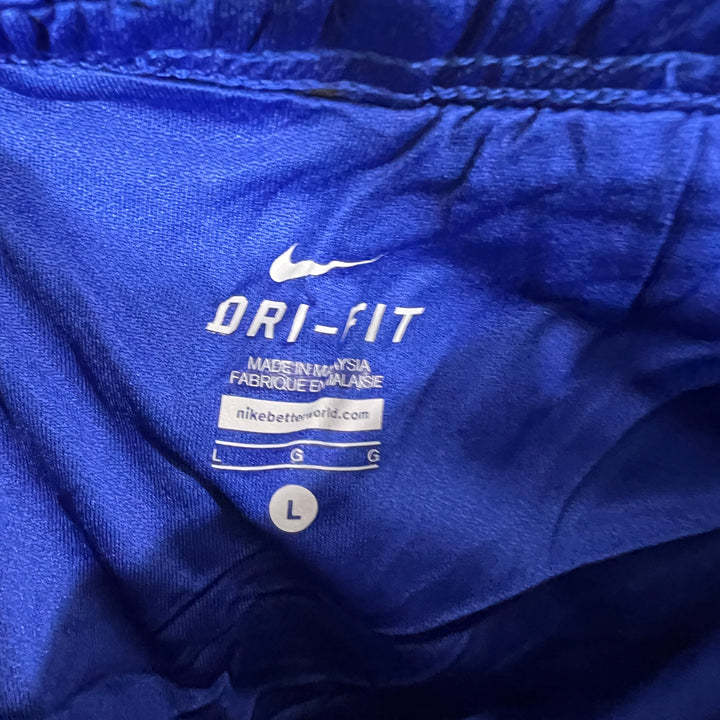 DRI-FIT
MADE IN MALAYSIA
FABRIQUE EN MALAISIE
nikebetterworld.com
L G G
L